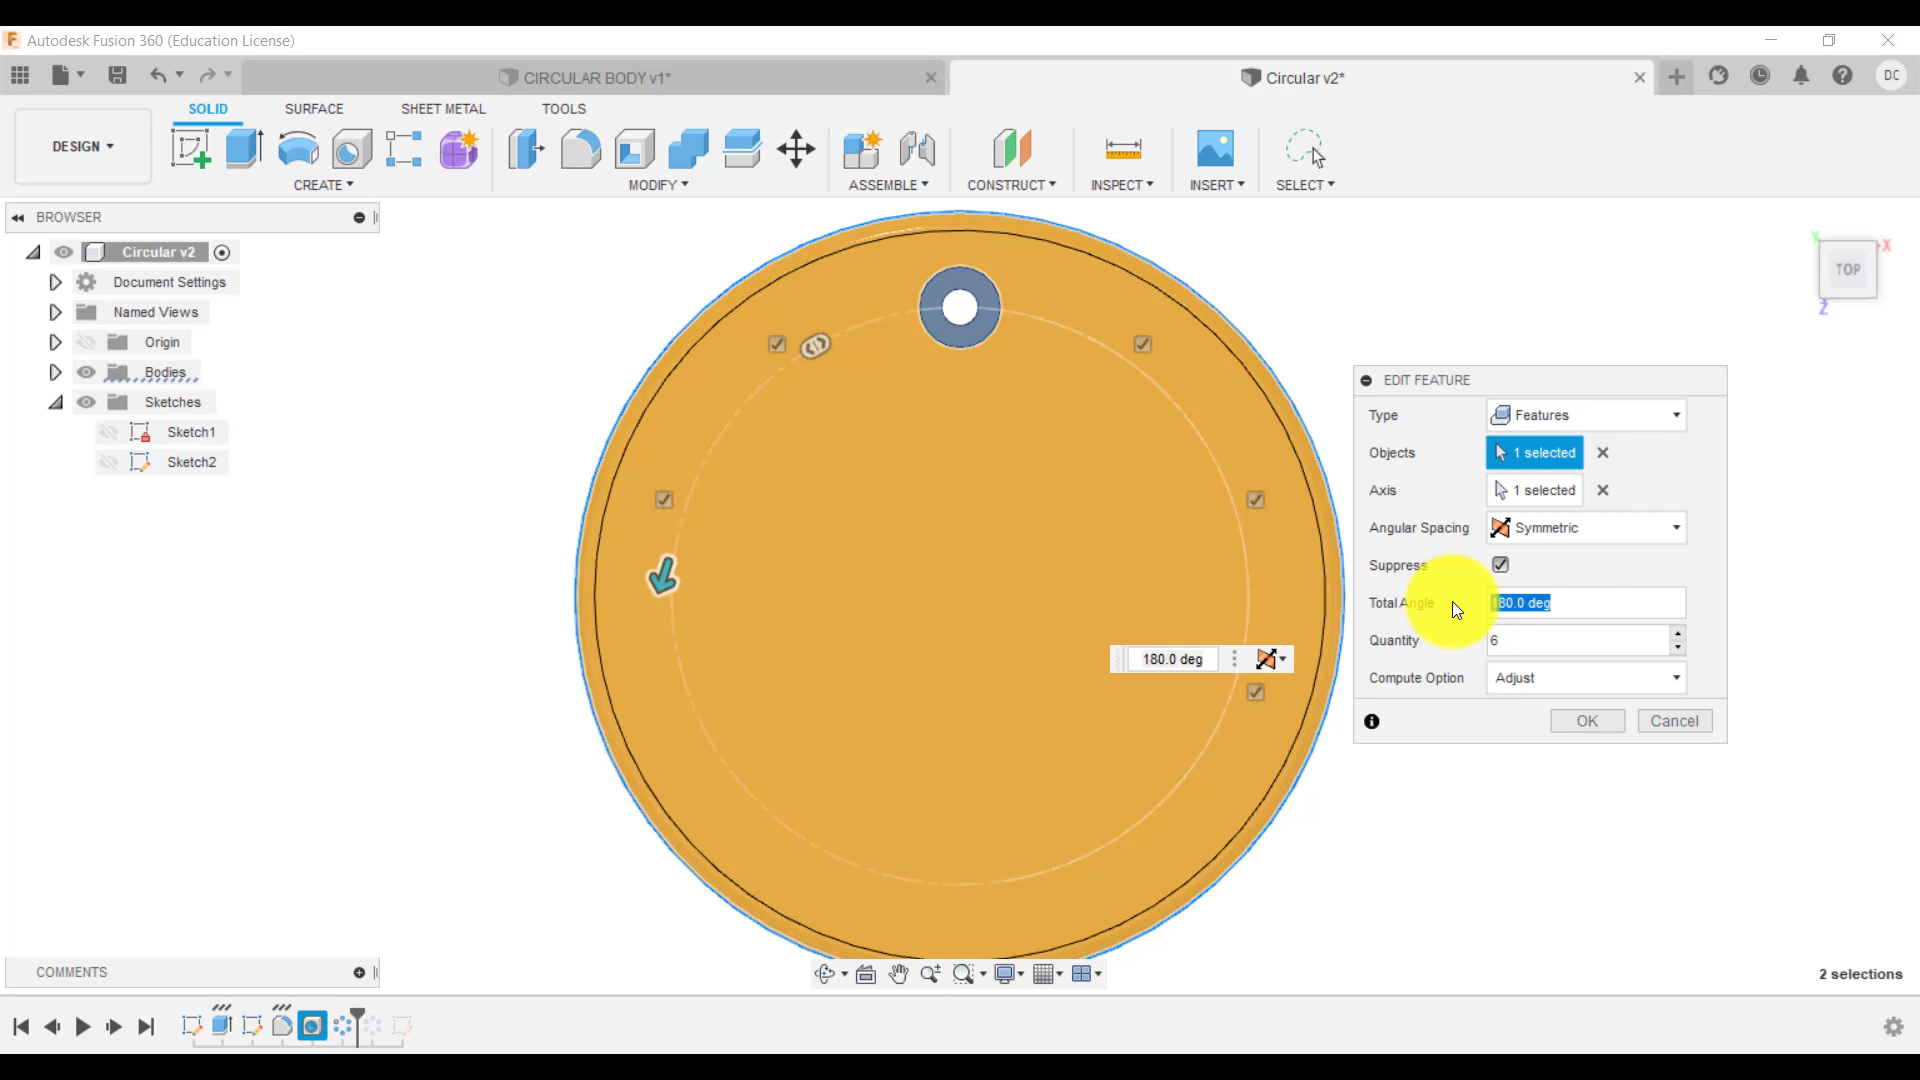 Autodesk Fusion 360 (Education License)
CIRCULAR BODY v1*
Circular v2*
DC
SOLID
SURFACE
SHEET METAL
TOOLS
DESIGN
CREATE
MODIFY
ASSEMBLE
CONSTRUCT
INSPECT
INSERT
SELECT
BROWSER
Circular v2
Document Settings
Named Views
Origin
Bodies
Sketches
Sketch1
Sketch2
Y
X
TOP
Z
180.0 deg
EDIT FEATURE
Type
Features
Objects
1 selected
Axis
1 selected
Angular Spacing
Symmetric
Suppress
Total Angle
180.0 deg
Quantity
6
Compute Option
Adjust
OK
Cancel
COMMENTS
2 selections